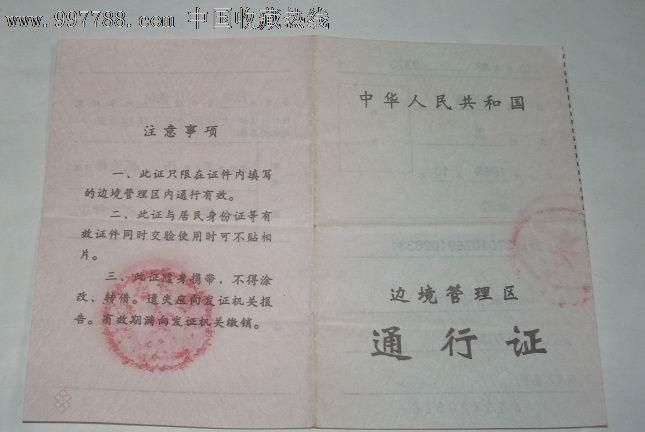 www.997788.com 中国收藏热线
注意事项
一、此证只限在证件内填写
的边境管理区内通行有效。
二、此证与居民身份证等有
效证件同时交验使用时可不贴相
片。
三、此证随身携带，不得涂
改、转借。遗失应向发证机关报
告。有效期满向发证机关缴销。
中华人民共和国
边境管理区
通行证